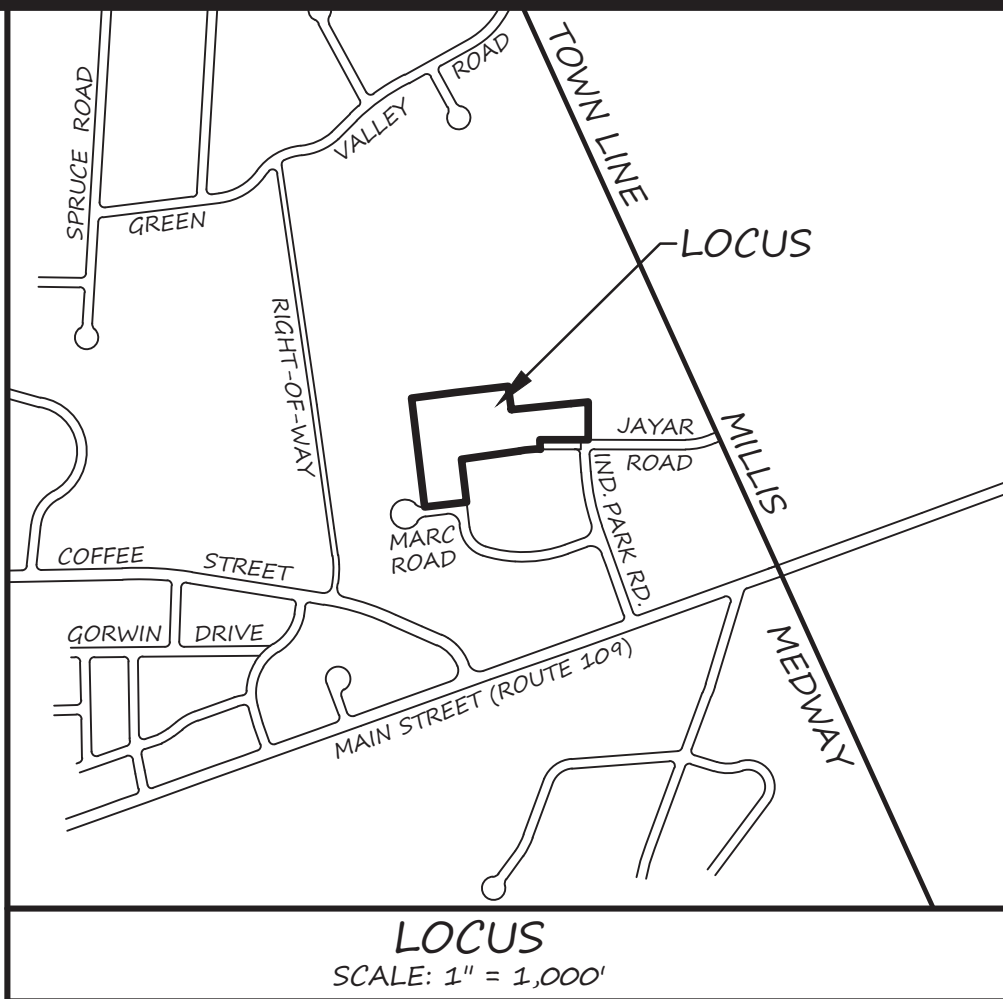 TOWN LINE
ROAD
VALLEY
SPRUCE ROAD
GREEN
LOCUS
RIGHT-OF-WAY
JAYAR
ROAD
MILLIS
IND. PARK RD.
MARC
ROAD
COFFEE STREET
GORWIN DRIVE
MAIN STREET (ROUTE 109)
MEDWAY
LOCUS
SCALE: 1" = 1,000'